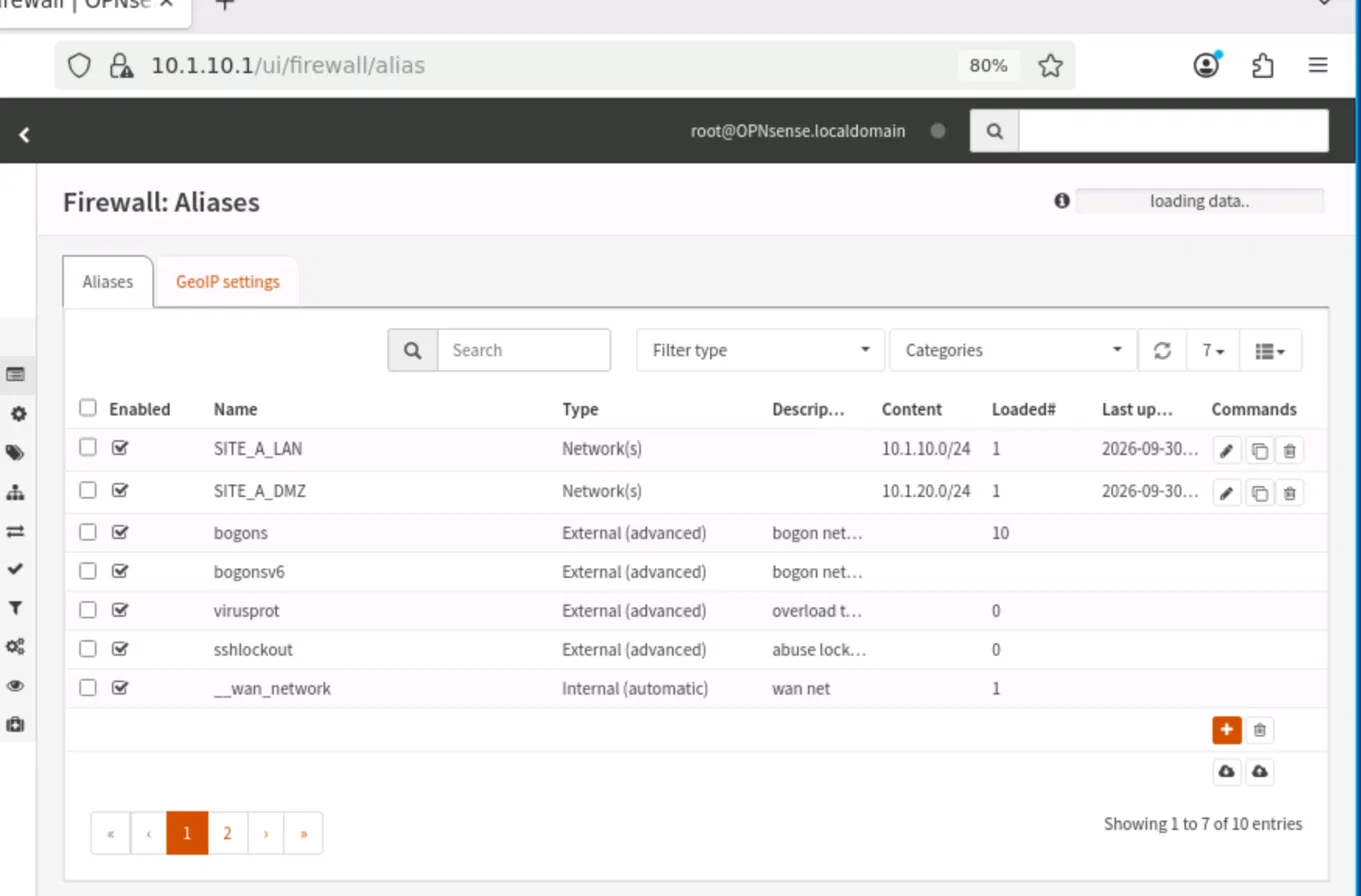 rewall | OPNse
10.1.10.1/ui/firewall/alias 80%
root@OPNsense.localdomain
Firewall: Aliases loading data..
Aliases GeoIP settings
Search Filter type Categories 7
Enabled Name Type Descrip... Content Loaded# Last up... Commands
SITE_A_LAN Network(s) 10.1.10.0/24 1 2026-09-30...
SITE_A_DMZ Network(s) 10.1.20.0/24 1 2026-09-30...
bogons External (advanced) bogon net... 10
bogonsv6 External (advanced) bogon net...
virusprot External (advanced) overload t... 0
sshlockout External (advanced) abuse lock... 0
__wan_network Internal (automatic) wan net 1
« ‹ 1 2 › »
Showing 1 to 7 of 10 entries